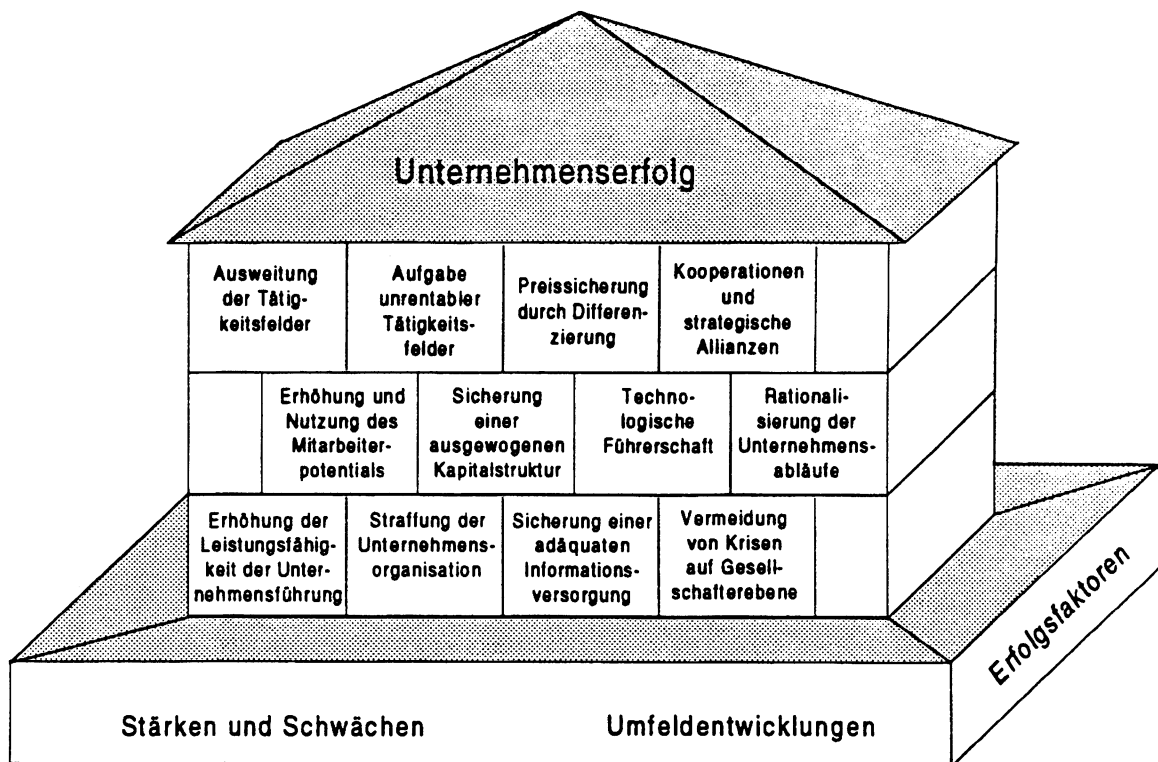 Unternehmenserfolg
Ausweitung
der Tätig-
keitsfelder
Aufgabe
unrentabler
Tätigkeits-
felder
Preissicherung
durch Differen-
zierung
Kooperationen
und
strategische
Allianzen
Erhöhung und
Nutzung des
Mitarbeiter-
potentials
Sicherung
einer
ausgewogenen
Kapitalstruktur
Techno-
logische
Führerschaft
Rationali-
sierung der
Unternehmens-
abläufe
Erhöhung der
Leistungsfähig-
keit der Unter-
nehmensführung
Straffung der
Unternehmens-
organisation
Sicherung einer
adäquaten
Informations-
versorgung
Vermeidung
von Krisen
auf Gesell-
schafterebene
Erfolgsfaktoren
Stärken und Schwächen
Umfeldentwicklungen